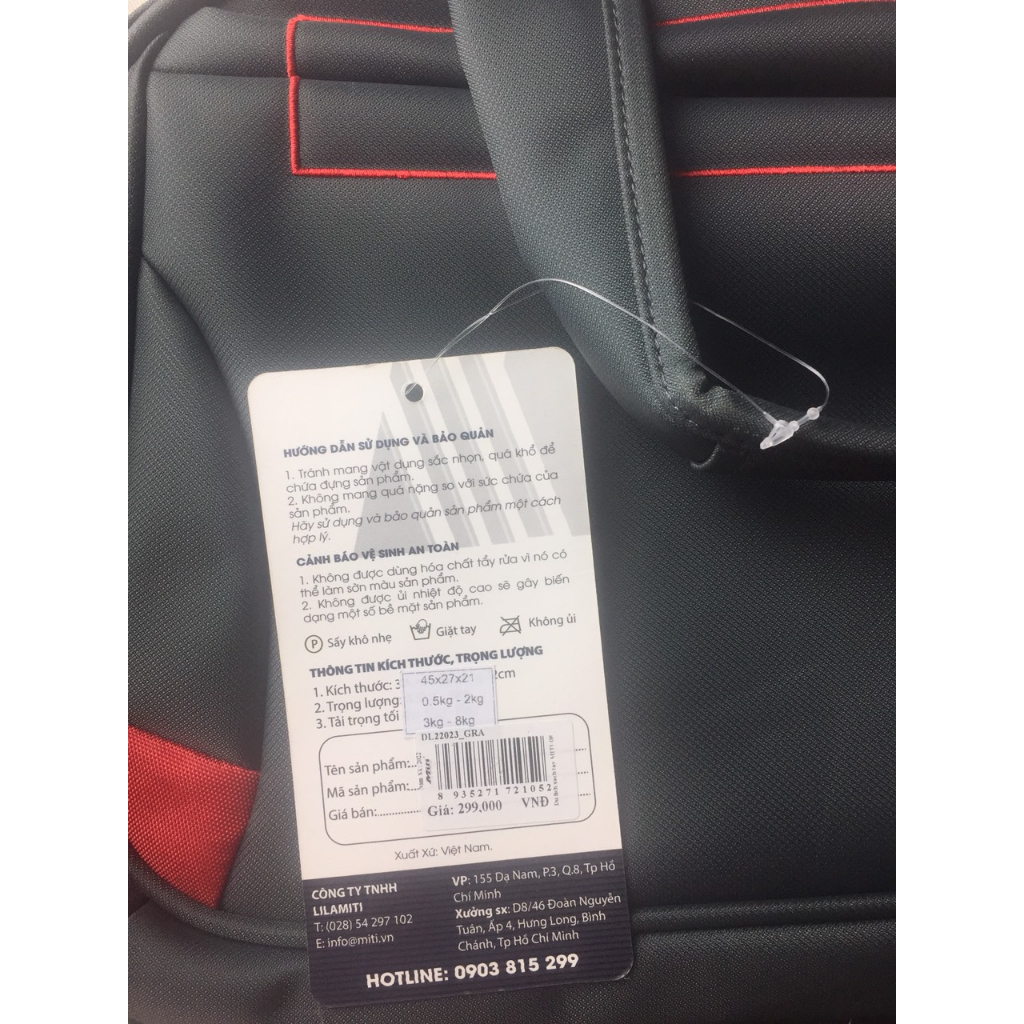 HƯỚNG DẪN SỬ DỤNG VÀ BẢO QUẢN
1. Tránh mang vật dụng sắc nhọn, quá khổ để
chứa đựng sản phẩm.
2. Không mang quá nặng so với sức chứa của
sản phẩm.
Hãy sử dụng và bảo quản sản phẩm một cách
hợp lý.
CẢNH BÁO VỆ SINH AN TOÀN
1. Không được dùng hóa chất tẩy rửa vì nó có
thể làm sờn màu sản phẩm.
2. Không được ủi nhiệt độ cao sẽ gây biến
dạng một số bề mặt sản phẩm.
P Sấy khô nhẹ Giặt tay Không ủi
THÔNG TIN KÍCH THƯỚC, TRỌNG LƯỢNG
1. Kích thước: 3 45x27x21 2cm
2. Trọng lượng: 0.5kg - 2kg
3. Tải trọng tối 3kg - 8kg
DL22023_GRA
Tên sản phẩm:
Mã sản phẩm:
8 935271 721052
Giá bán: Giá: 299,000 VNĐ
Xuất Xứ: Việt Nam.
CÔNG TY TNHH
LILAMITI
T: (028) 54 297 102
E: info@miti.vn
VP: 155 Dạ Nam, P.3, Q.8, Tp Hồ
Chí Minh
Xưởng sx: D8/46 Đoàn Nguyễn
Tuân, Ấp 4, Hưng Long, Bình
Chánh, Tp Hồ Chí Minh
HOTLINE: 0903 815 299